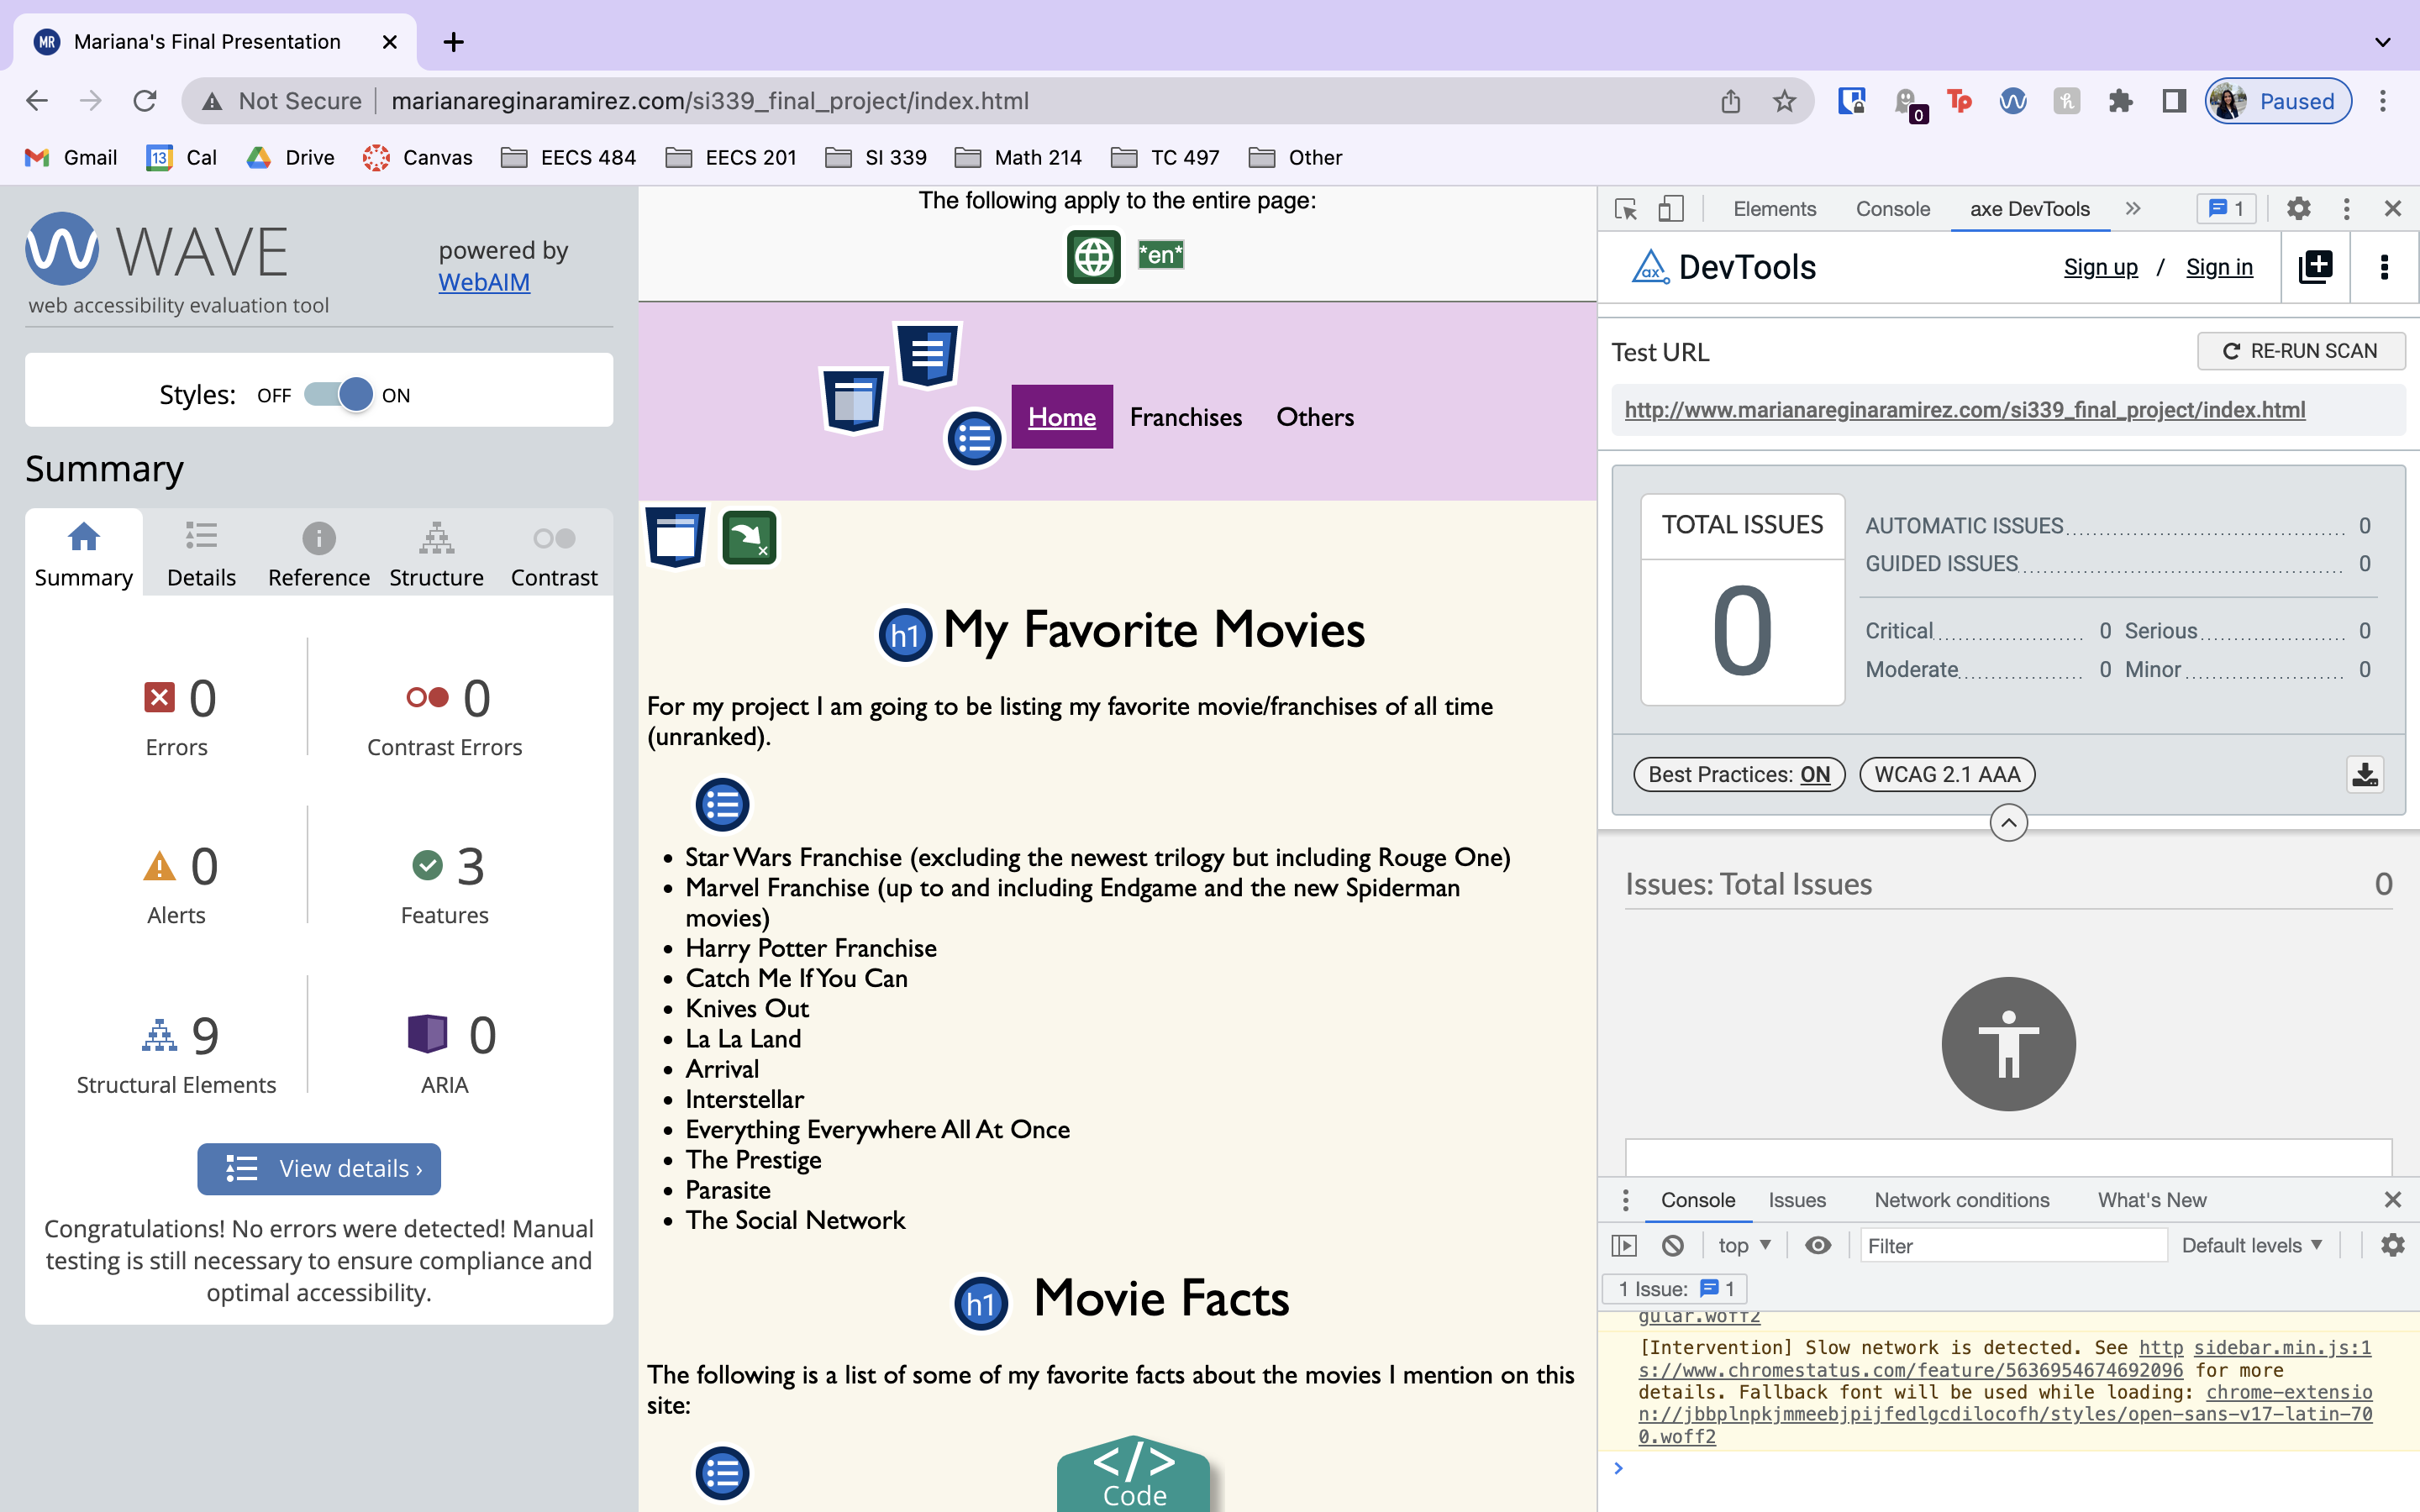 MR Mariana's Final Presentation
Not Secure marianareginaramirez.com/si339_final_project/index.html
0
Tp
h
Paused
Gmail
13 Cal
Drive
Canvas
EECS 484
EECS 201
SI 339
Math 214
TC 497
Other
WAVE
web accessibility evaluation tool
powered by
WebAIM
Styles: OFF ON
Summary
Summary Details Reference Structure Contrast
0 0
Errors Contrast Errors
0 3
Alerts Features
9 0
Structural Elements ARIA
View details ›
Congratulations! No errors were detected! Manual
testing is still necessary to ensure compliance and
optimal accessibility.
The following apply to the entire page:
*en*
Home Franchises Others
h1 My Favorite Movies
For my project I am going to be listing my favorite movie/franchises of all time
(unranked).
• Star Wars Franchise (excluding the newest trilogy but including Rouge One)
• Marvel Franchise (up to and including Endgame and the new Spiderman
movies)
• Harry Potter Franchise
• Catch Me If You Can
• Knives Out
• La La Land
• Arrival
• Interstellar
• Everything Everywhere All At Once
• The Prestige
• Parasite
• The Social Network
h1 Movie Facts
The following is a list of some of my favorite facts about the movies I mention on this
site:
</>
Code
Elements Console axe DevTools » 1
ax DevTools
Sign up / Sign in
Test URL
RE-RUN SCAN
http://www.marianareginaramirez.com/si339_final_project/index.html
TOTAL ISSUES
0
AUTOMATIC ISSUES 0
GUIDED ISSUES 0
Critical 0 Serious 0
Moderate 0 Minor 0
Best Practices: ON WCAG 2.1 AAA
Issues: Total Issues 0
Console Issues Network conditions What's New
top Filter Default levels
1 Issue: 1
gular.woff2
[Intervention] Slow network is detected. See http sidebar.min.js:1
s://www.chromestatus.com/feature/5636954674692096 for more
details. Fallback font will be used while loading: chrome-extensio
n://jbbplnpkjmmeebjpijfedlgcdilocofh/styles/open-sans-v17-latin-70
0.woff2